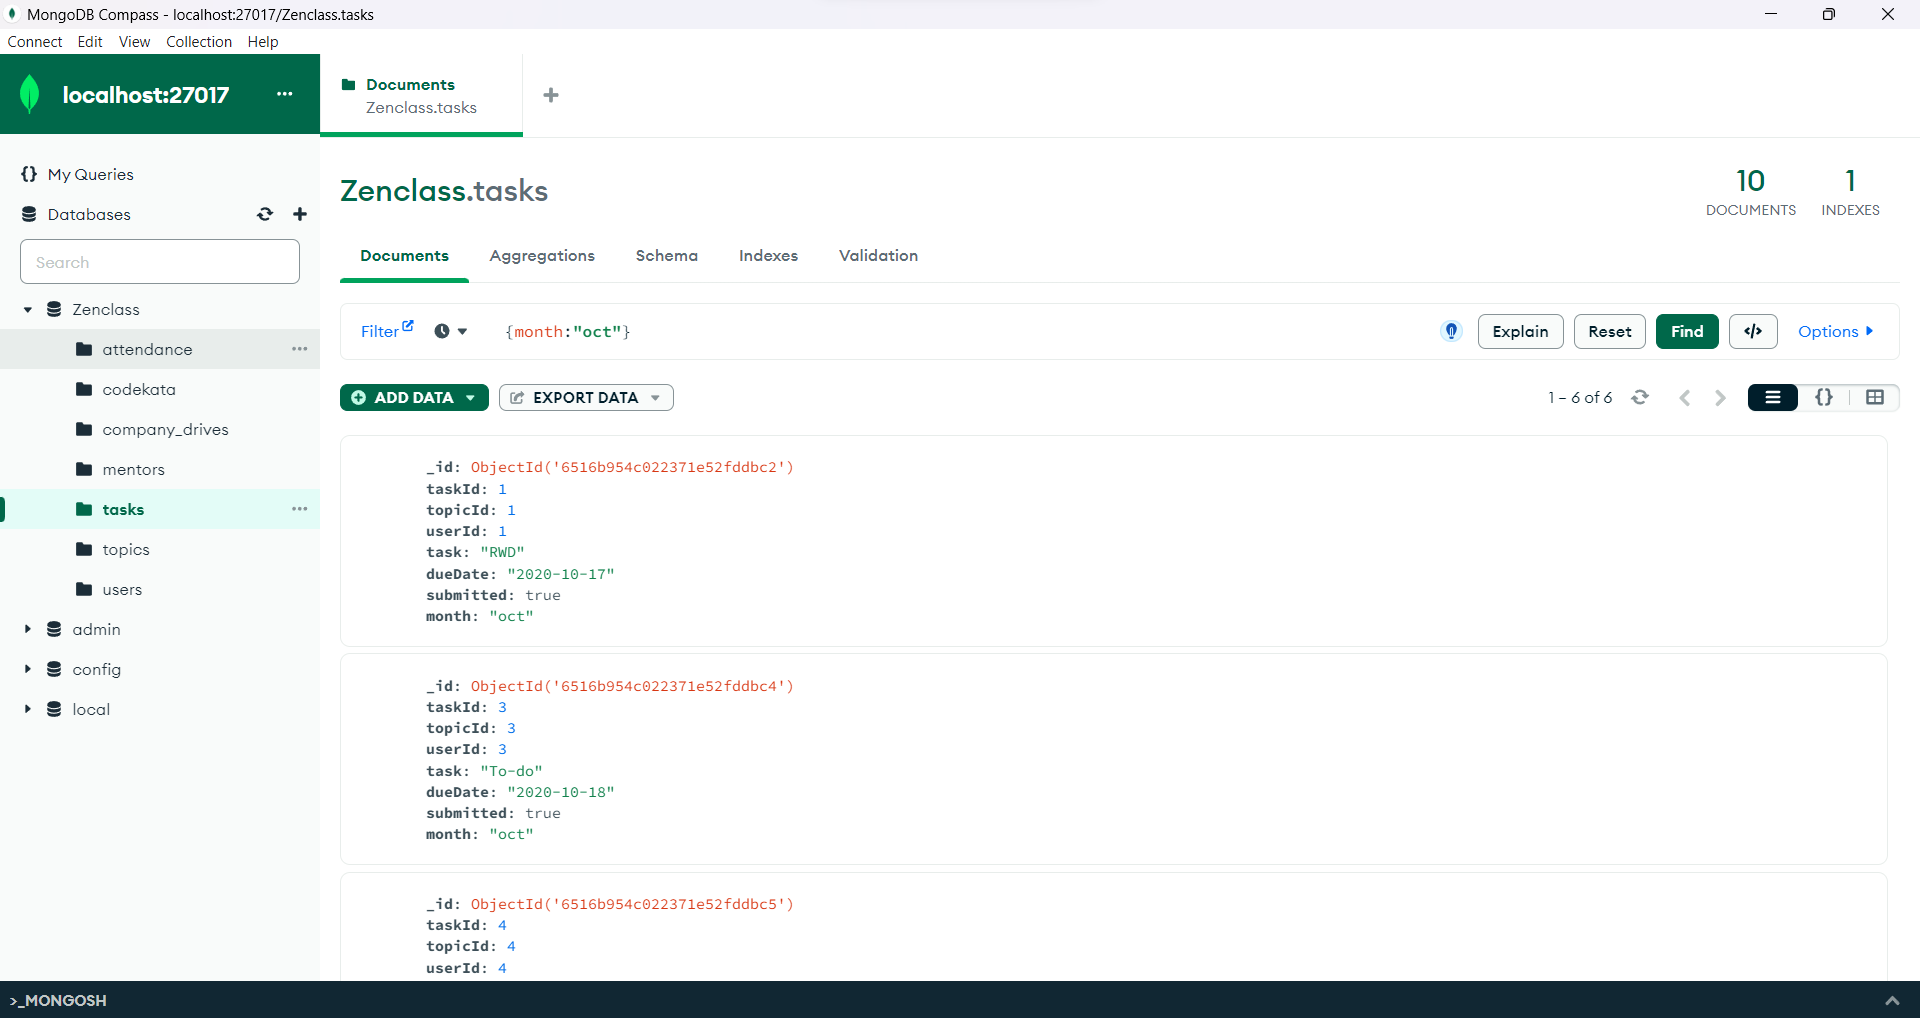 MongoDB Compass - localhost:27017/Zenclass.tasks
Connect Edit View Collection Help
localhost:27017
Documents
Zenclass.tasks
My Queries
Databases
Search
Zenclass
attendance
codekata
company_drives
mentors
tasks
topics
users
admin
config
local
Zenclass.tasks
10
DOCUMENTS
1
INDEXES
Documents Aggregations Schema Indexes Validation
Filter {month:"oct"} Explain Reset Find </> Options
ADD DATA EXPORT DATA 1 – 6 of 6 {}
_id: ObjectId('6516b954c022371e52fddbc2')
taskId: 1
topicId: 1
userId: 1
task: "RWD"
dueDate: "2020-10-17"
submitted: true
month: "oct"
_id: ObjectId('6516b954c022371e52fddbc4')
taskId: 3
topicId: 3
userId: 3
task: "To-do"
dueDate: "2020-10-18"
submitted: true
month: "oct"
_id: ObjectId('6516b954c022371e52fddbc5')
taskId: 4
topicId: 4
userId: 4
>_MONGOSH